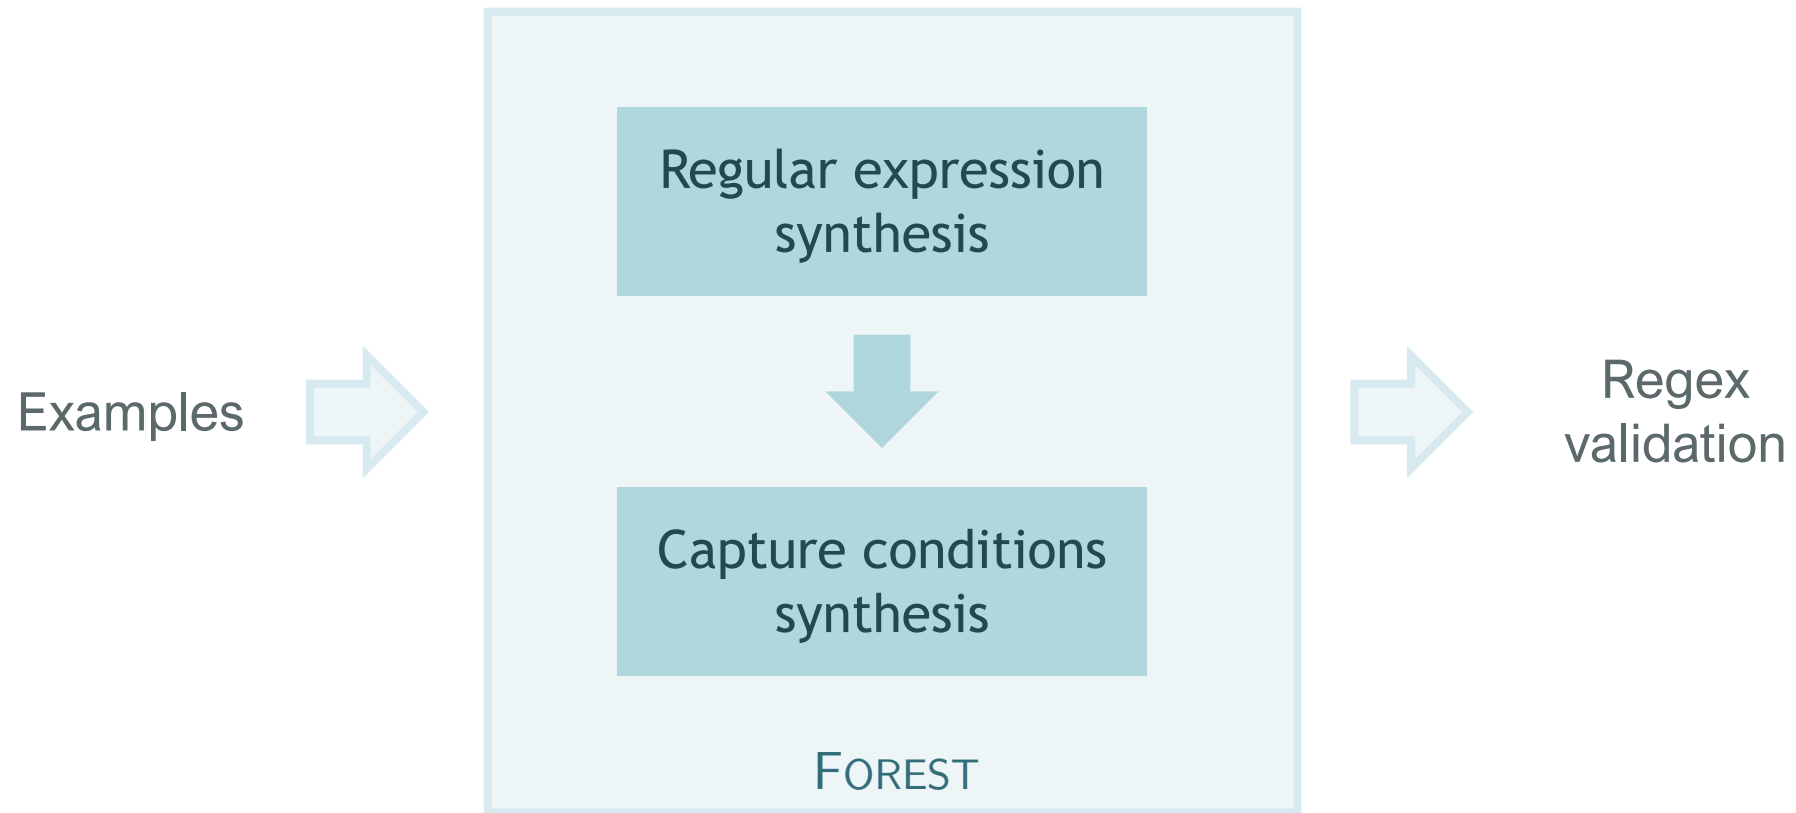 Regular expression
synthesis
Examples
Regex
validation
Capture conditions
synthesis
FOREST